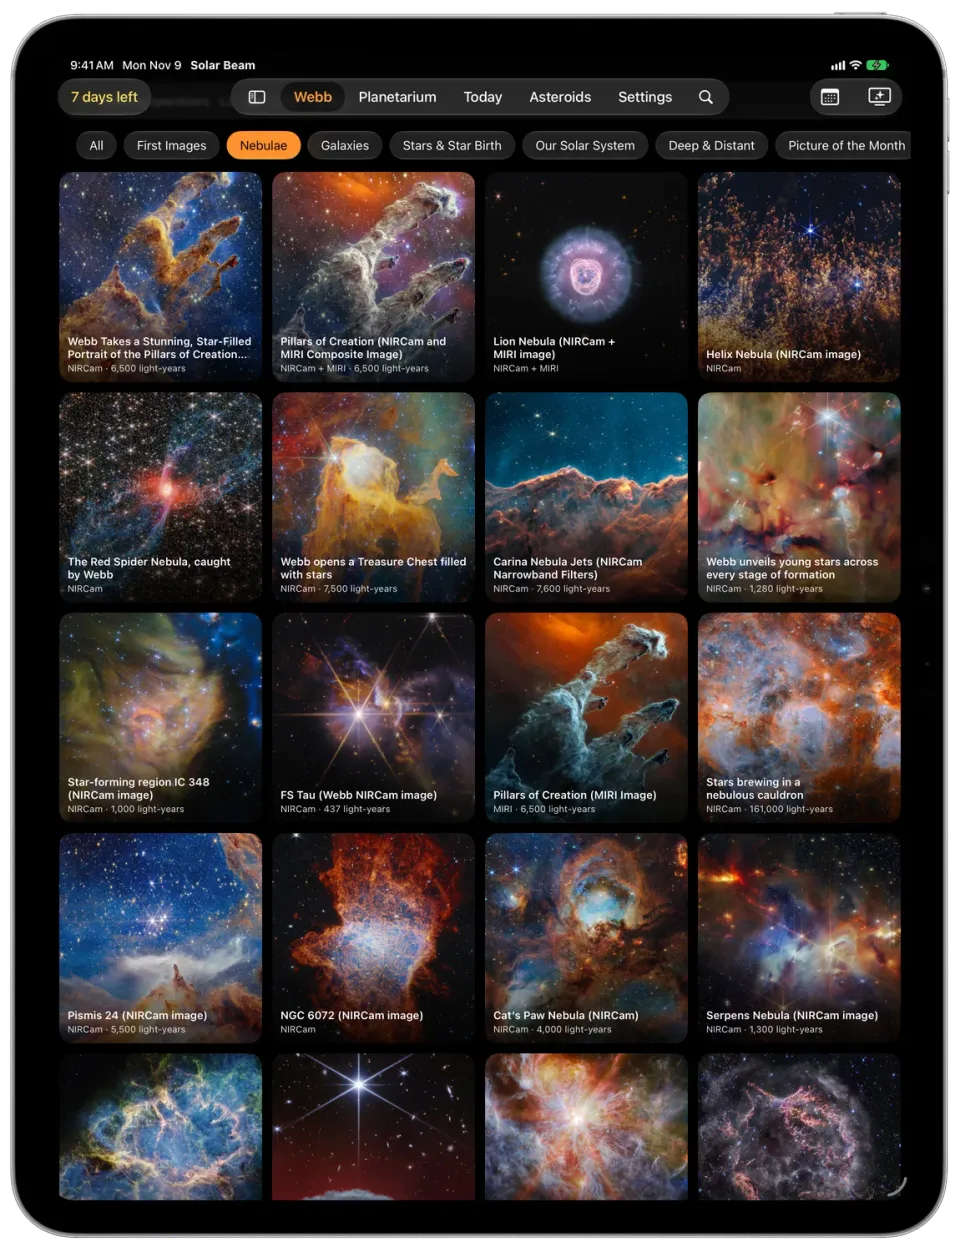 9:41 AM Mon Nov 9 Solar Beam
7 days left
Webb Planetarium Today Asteroids Settings
All First Images Nebulae Galaxies Stars & Star Birth Our Solar System Deep & Distant Picture of the Month
Webb Takes a Stunning, Star-Filled
Portrait of the Pillars of Creation...
NIRCam · 6,500 light-years
Pillars of Creation (NIRCam and
MIRI Composite Image)
NIRCam + MIRI · 6,500 light-years
Lion Nebula (NIRCam +
MIRI image)
NIRCam + MIRI
Helix Nebula (NIRCam image)
NIRCam
The Red Spider Nebula, caught
by Webb
NIRCam
Webb opens a Treasure Chest filled
with stars
NIRCam · 7,500 light-years
Carina Nebula Jets (NIRCam
Narrowband Filters)
NIRCam · 7,600 light-years
Webb unveils young stars across
every stage of formation
NIRCam · 1,280 light-years
Star-forming region IC 348
(NIRCam image)
NIRCam · 1,000 light-years
FS Tau (Webb NIRCam image)
NIRCam · 437 light-years
Pillars of Creation (MIRI Image)
MIRI · 6,500 light-years
Stars brewing in a
nebulous cauldron
NIRCam · 161,000 light-years
Pismis 24 (NIRCam image)
NIRCam · 5,500 light-years
NGC 6072 (NIRCam image)
NIRCam
Cat's Paw Nebula (NIRCam)
NIRCam · 4,000 light-years
Serpens Nebula (NIRCam image)
NIRCam · 1,300 light-years